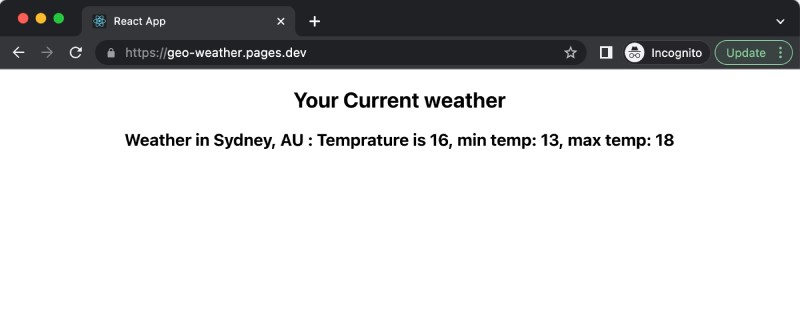 React App
https://geo-weather.pages.dev
Incognito
Update
Your Current weather
Weather in Sydney, AU : Temprature is 16, min temp: 13, max temp: 18